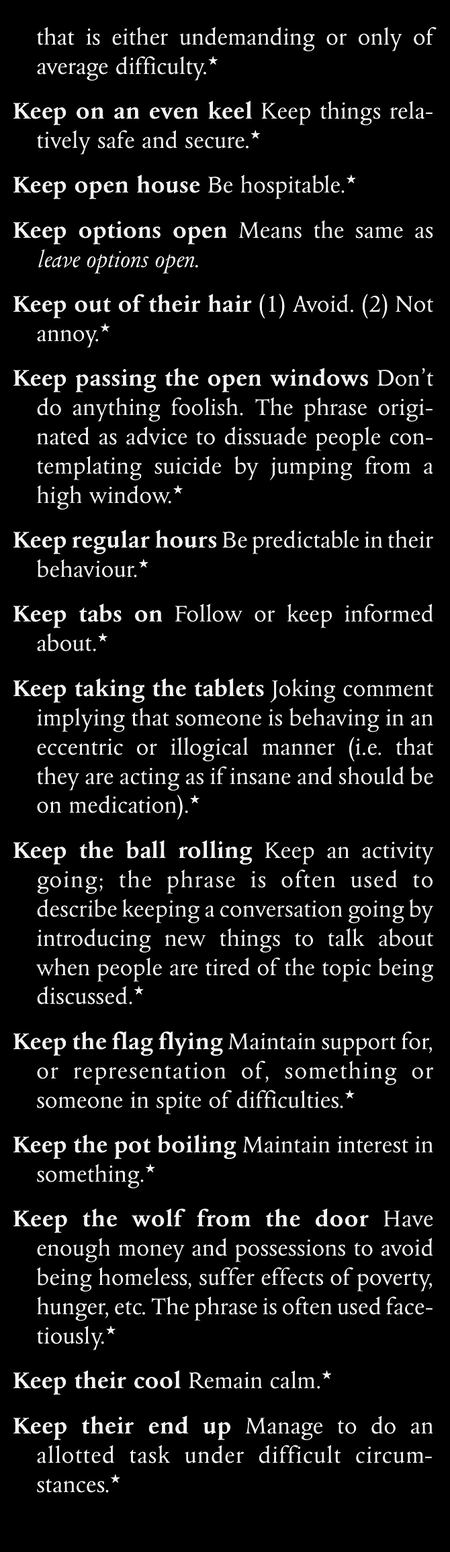 that is either undemanding or only of
average difficulty.★
Keep on an even keel Keep things rela-
tively safe and secure.★
Keep open house Be hospitable.★
Keep options open Means the same as
leave options open.
Keep out of their hair (1) Avoid. (2) Not
annoy.★
Keep passing the open windows Don’t
do anything foolish. The phrase origi-
nated as advice to dissuade people con-
templating suicide by jumping from a
high window.★
Keep regular hours Be predictable in their
behaviour.★
Keep tabs on Follow or keep informed
about.★
Keep taking the tablets Joking comment
implying that someone is behaving in an
eccentric or illogical manner (i.e. that
they are acting as if insane and should be
on medication).★
Keep the ball rolling Keep an activity
going; the phrase is often used to
describe keeping a conversation going by
introducing new things to talk about
when people are tired of the topic being
discussed.★
Keep the flag flying Maintain support for,
or representation of, something or
someone in spite of difficulties.★
Keep the pot boiling Maintain interest in
something.★
Keep the wolf from the door Have
enough money and possessions to avoid
being homeless, suffer effects of poverty,
hunger, etc. The phrase is often used face-
tiously.★
Keep their cool Remain calm.★
Keep their end up Manage to do an
allotted task under difficult circum-
stances.★